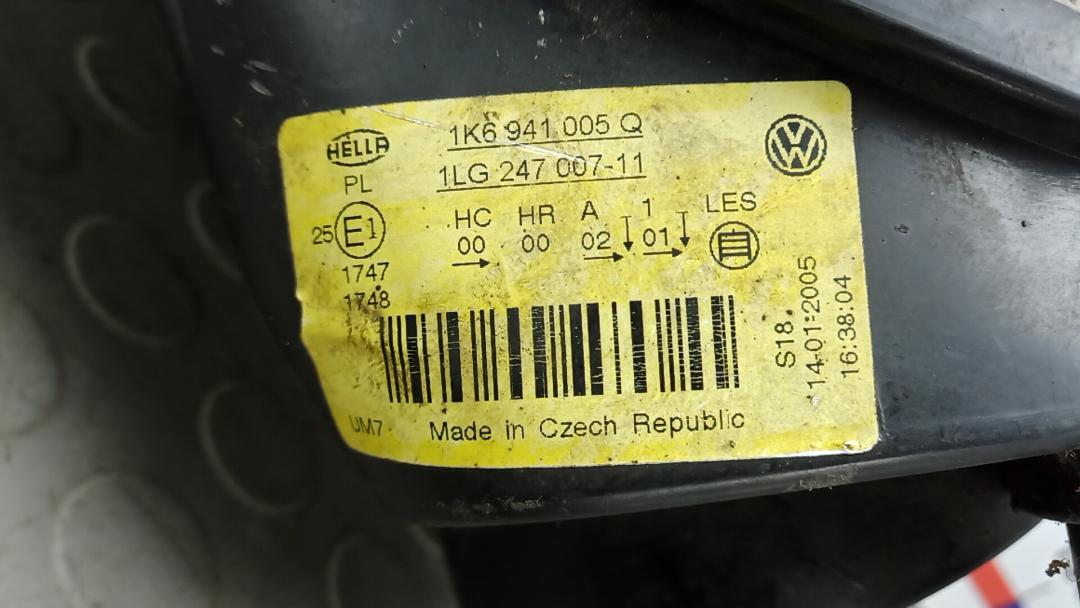 HELLA
1K6 941 005 Q
1LG 247 007-11
PL
25 E1
HC HR A 1 LES
00 00 02 01
1747
1748
S18.
14.01.2005
16:38:04
UM7
Made in Czech Republic
VW